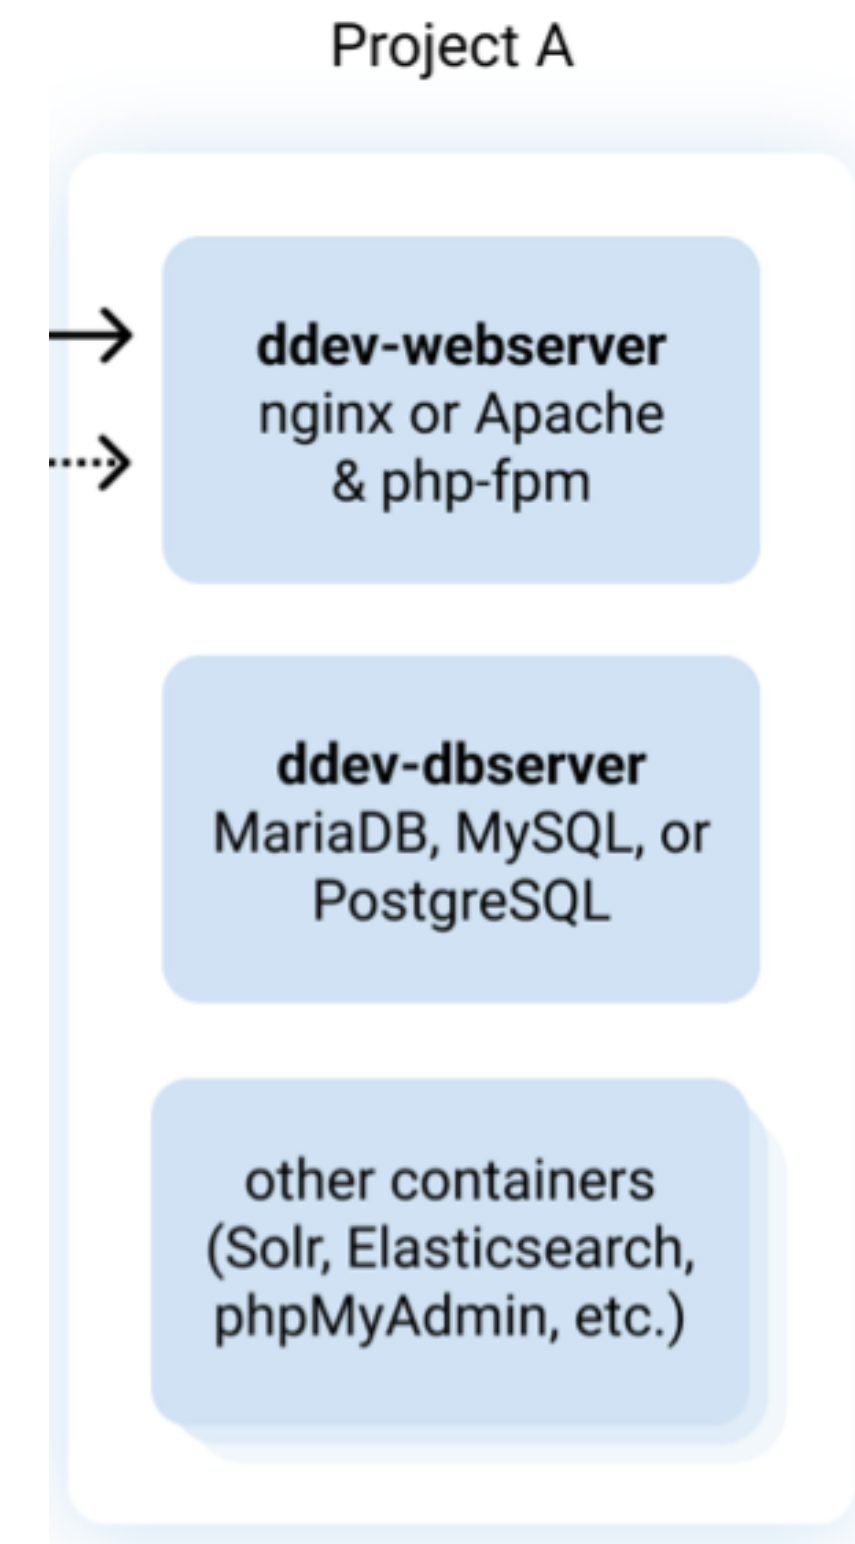 Project A
ddev-webserver
nginx or Apache
& php-fpm
ddev-dbserver
MariaDB, MySQL, or
PostgreSQL
other containers
(Solr, Elasticsearch,
phpMyAdmin, etc.)